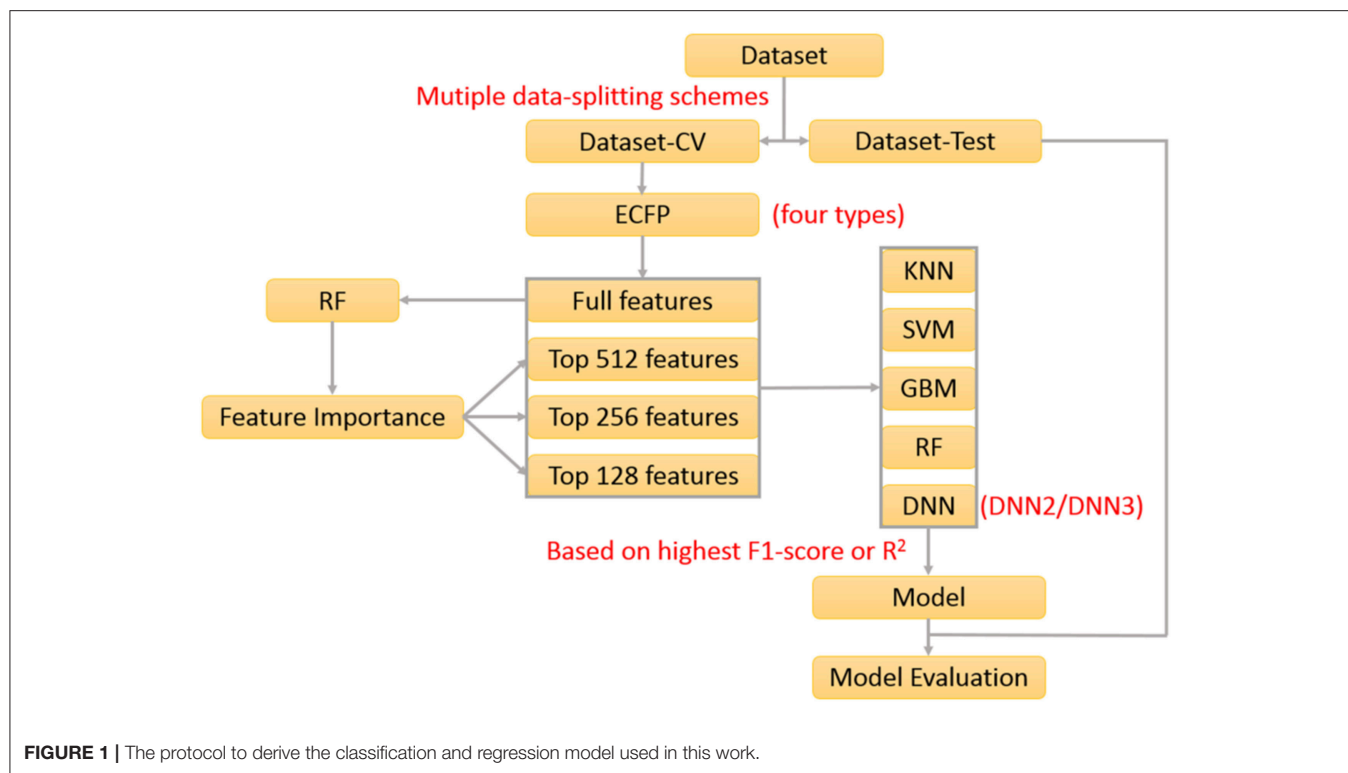 Dataset
Mutiple data-splitting schemes
Dataset-CV
Dataset-Test
ECFP
(four types)
RF
Feature Importance
Full features
Top 512 features
Top 256 features
Top 128 features
KNN
SVM
GBM
RF
DNN
(DNN2/DNN3)
Based on highest F1-score or R²
Model
Model Evaluation
FIGURE 1 | The protocol to derive the classification and regression model used in this work.